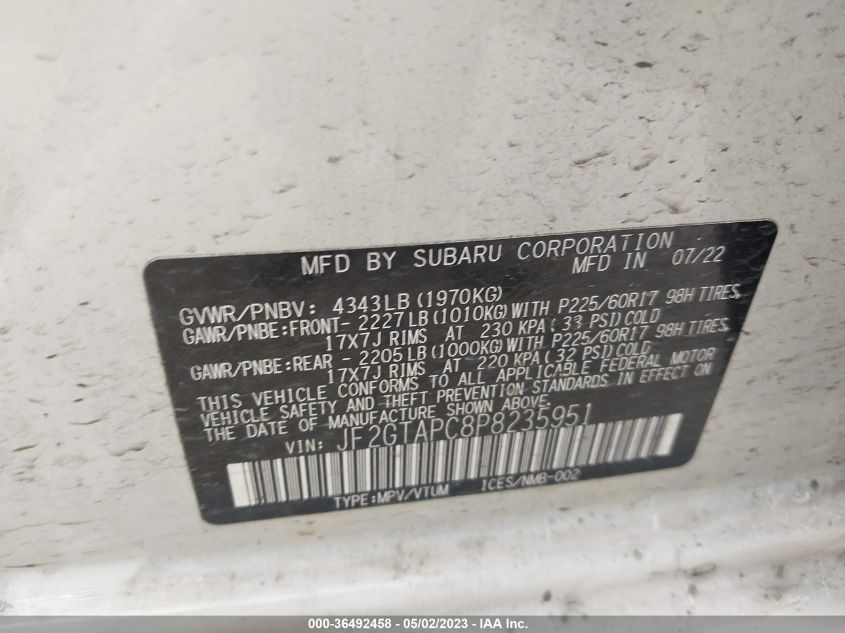 MFD BY SUBARU CORPORATION
MFD IN 07/22
GVWR/PNBV: 4343LB(1970KG)
GAWR/PNBE:FRONT- 2227LB(1010KG)WITH P225/60R17 98H TIRES,
17X7J RIMS AT 230 KPA(33 PSI)COLD
GAWR/PNBE:REAR - 2205LB(1000KG)WITH P225/60R17 98H TIRES,
17X7J RIMS AT 220 KPA(32 PSI)COLD
THIS VEHICLE CONFORMS TO ALL APPLICABLE FEDERAL MOTOR
VEHICLE SAFETY AND THEFT PREVENTION STANDARDS IN EFFECT ON
THE DATE OF MANUFACTURE SHOWN ABOVE.
VIN: JF2GTAPC8P8235951
TYPE:MPV/VTUM ICES/NMB-002
000-36492458 - 05/02/2023 - IAA Inc.